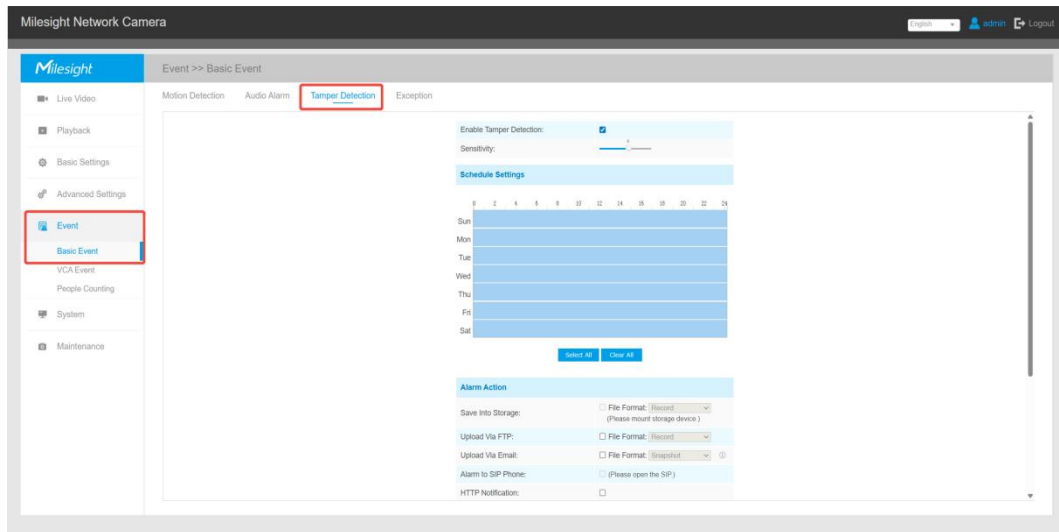 Milesight Network Camera
English
admin
Logout
Milesight
Event >> Basic Event
Live Video
Playback
Basic Settings
Advanced Settings
Event
Basic Event
VCA Event
People Counting
System
Maintenance
Motion Detection Audio Alarm Tamper Detection Exception
Enable Tamper Detection:
Sensitivity:
Schedule Settings
0 2 4 6 8 10 12 14 16 18 20 22 24
Sun
Mon
Tue
Wed
Thu
Fri
Sat
Select All Clear All
Alarm Action
Save Into Storage: File Format: Record
(Please mount storage device.)
Upload Via FTP: File Format: Record
Upload Via Email: File Format: Snapshot
Alarm to SIP Phone: (Please open the SIP.)
HTTP Notification: